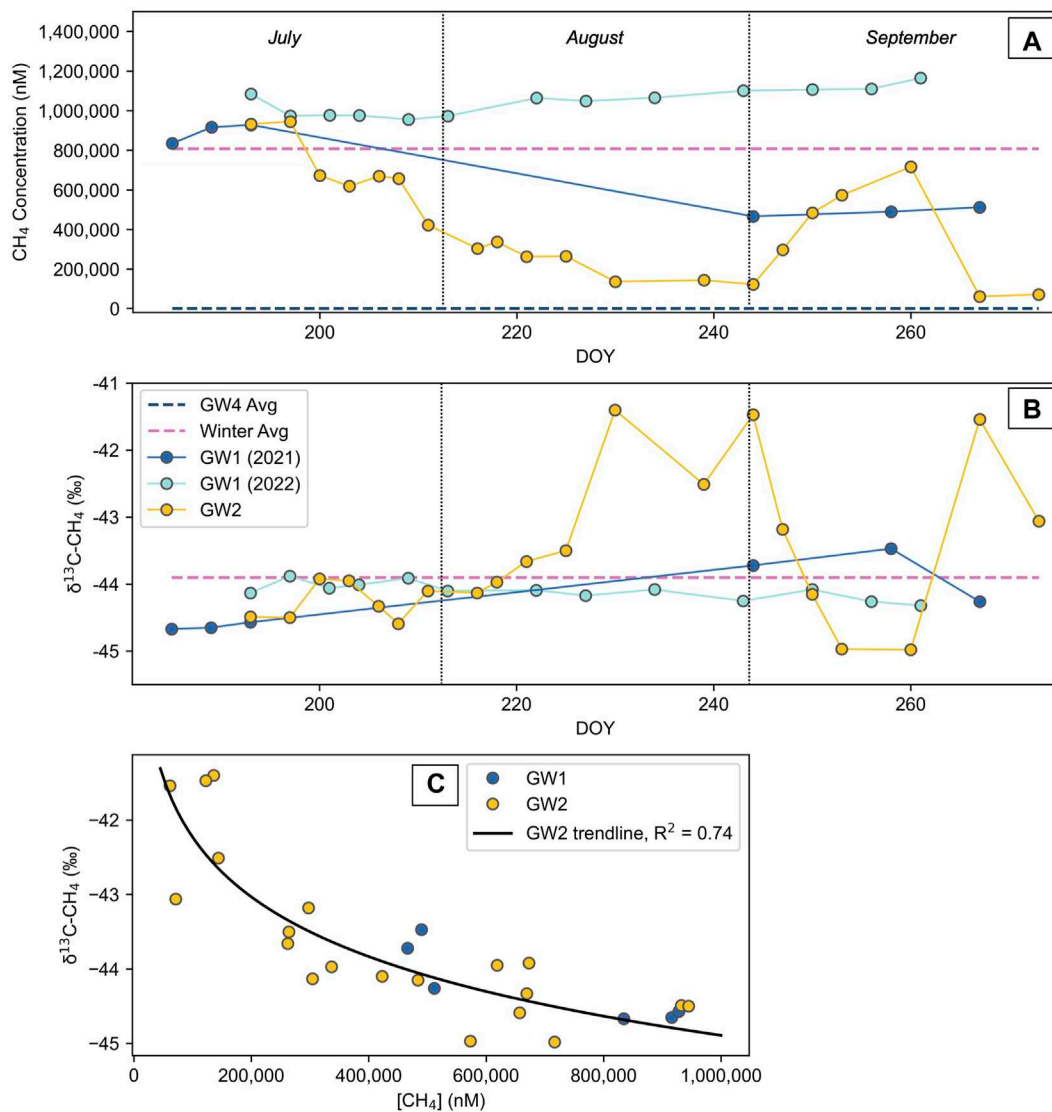 1,400,000
1,200,000
1,000,000
800,000
600,000
400,000
200,000
0
CH₄ Concentration (nM)
July August September
A
200 220 240 260
DOY
-41
-42
-43
-44
-45
δ¹³C-CH₄ (‰)
GW4 Avg
Winter Avg
GW1 (2021)
GW1 (2022)
GW2
B
200 220 240 260
DOY
−42
−43
−44
−45
δ¹³C-CH₄ (‰)
C
GW1
GW2
GW2 trendline, R² = 0.74
0 200,000 400,000 600,000 800,000 1,000,000
[CH₄] (nM)